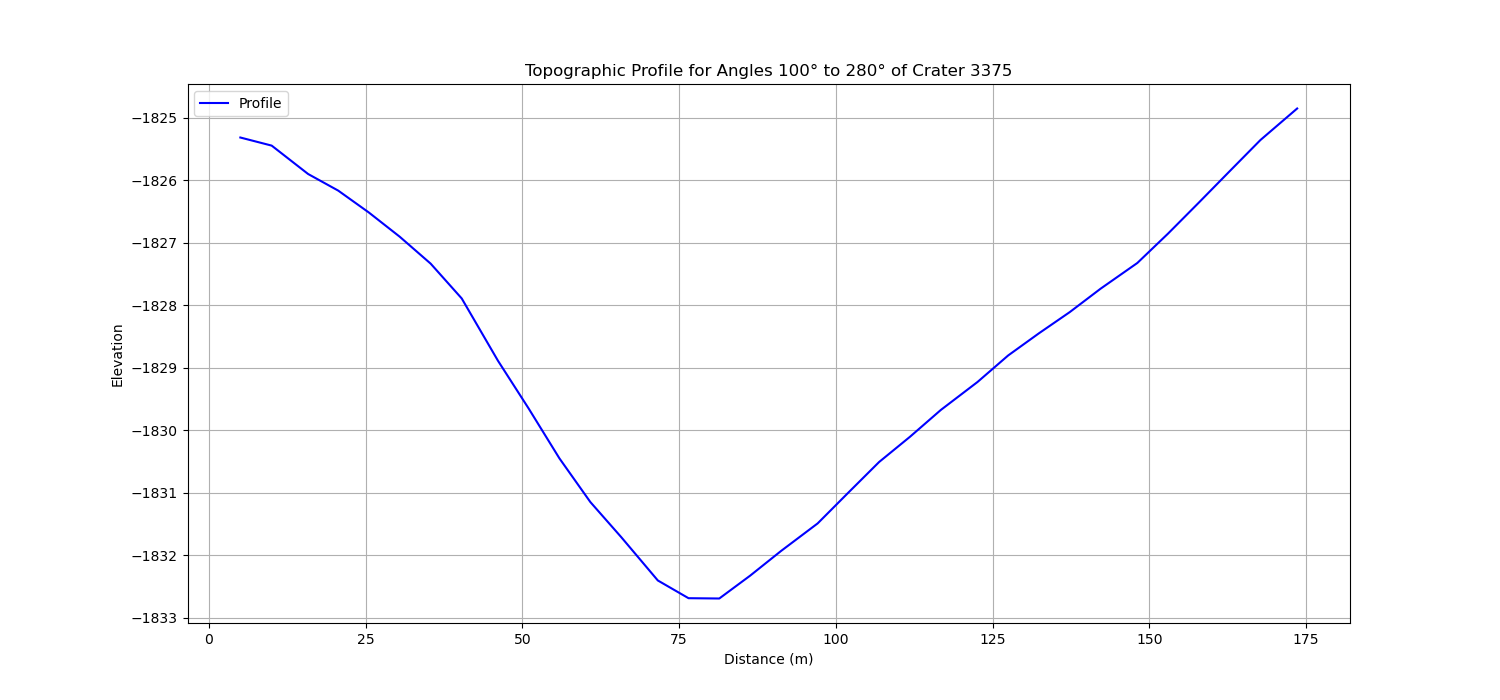 Topographic Profile for Angles 100° to 280° of Crater 3375
Profile
−1825
−1826
−1827
−1828
−1829
−1830
−1831
−1832
−1833
Elevation
0 25 50 75 100 125 150 175
Distance (m)